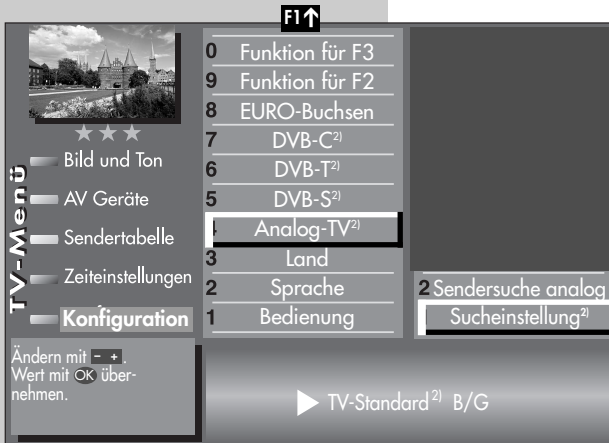 F1↑
0 Funktion für F3
9 Funktion für F2
8 EURO-Buchsen
7 DVB-C²⁾
6 DVB-T²⁾
5 DVB-S²⁾
4 Analog-TV²⁾
3 Land
2 Sprache
1 Bedienung
TV-Menü
Bild und Ton
AV Geräte
Sendertabelle
Zeiteinstellungen
Konfiguration
2 Sendersuche analog
1 Sucheinstellung²⁾
Ändern mit - + .
Wert mit OK über-
nehmen.
TV-Standard²⁾ B/G